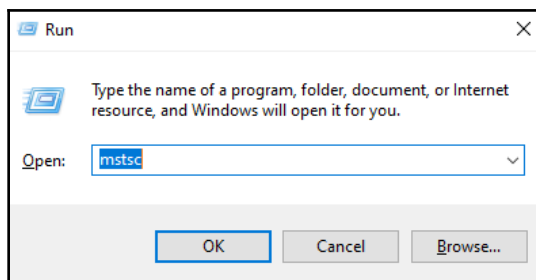 Run
Type the name of a program, folder, document, or Internet
resource, and Windows will open it for you.
Open: mstsc
OK Cancel Browse...